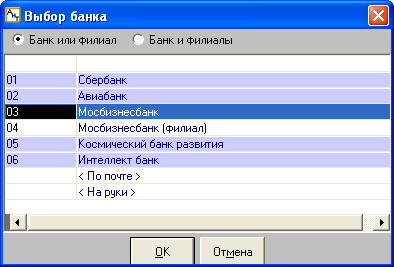 Выбор банка
Банк или филиал Банк и филиалы
01 Сбербанк
02 Авиабанк
03 Мосбизнесбанк
04 Мосбизнесбанк (филиал)
05 Космический банк развития
06 Интеллект банк
< По почте >
< На руки >
OK Отмена